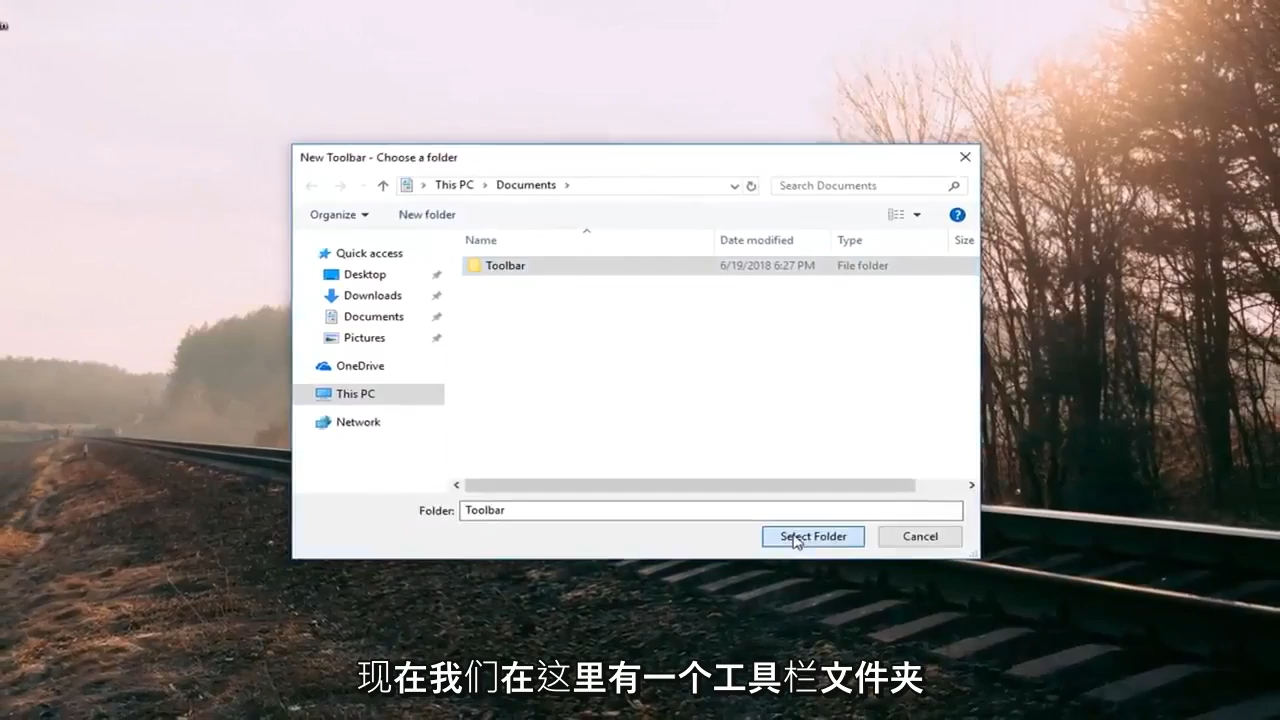 New Toolbar - Choose a folder
This PC
Documents
Search Documents
Organize
New folder
Name
Date modified
Type
Size
Quick access
Toolbar
6/19/2018 6:27 PM
File folder
Desktop
Downloads
Documents
Pictures
OneDrive
This PC
Network
Folder:
Toolbar
Select Folder
Cancel
现在我们在这里有一个工具栏文件夹